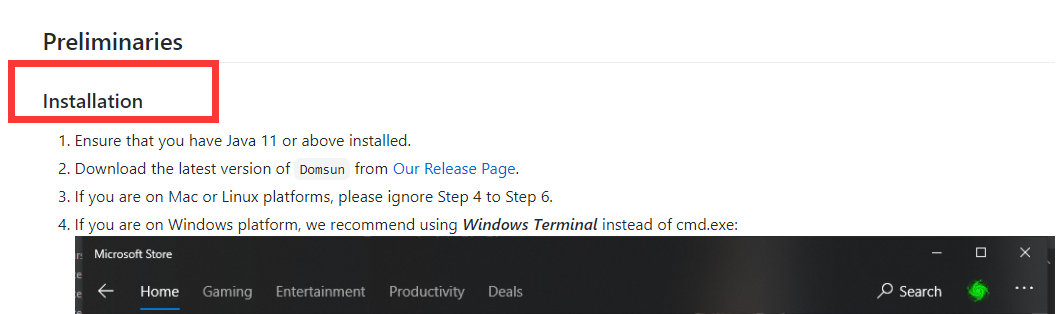 Preliminaries
Installation
1. Ensure that you have Java 11 or above installed.
2. Download the latest version of Domsun from Our Release Page.
3. If you are on Mac or Linux platforms, please ignore Step 4 to Step 6.
4. If you are on Windows platform, we recommend using Windows Terminal instead of cmd.exe:
Microsoft Store
Home Gaming Entertainment Productivity Deals Search